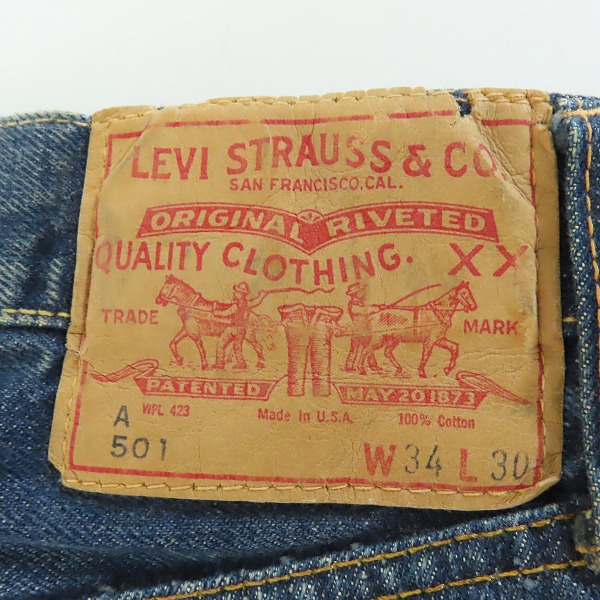 LEVI STRAUSS & CO.
SAN FRANCISCO, CAL.
ORIGINAL RIVETED
QUALITY CLOTHING. XX
TRADE MARK
PATENTED MAY 20 1873
A WPL 423 Made in U.S.A. 100% Cotton
501 W 34 L 30